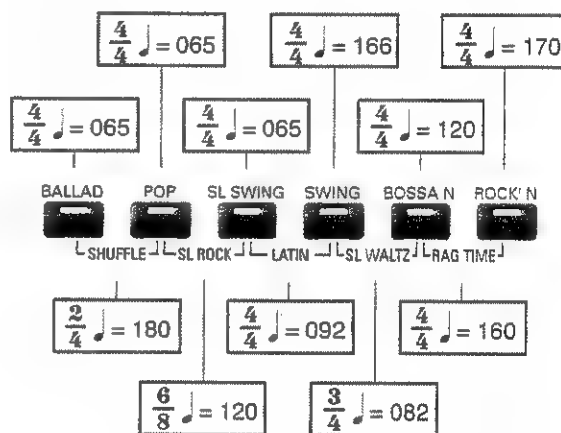 4/4 ♩ = 065 4/4 ♩ = 166 4/4 ♩ = 170
4/4 ♩ = 065 4/4 ♩ = 065 4/4 ♩ = 120
BALLAD POP SL SWING SWING BOSSA N ROCK' N
SHUFFLE SL ROCK LATIN SL WALTZ RAG TIME
2/4 ♩ = 180 4/4 ♩ = 092 4/4 ♩ = 160
6/8 ♩ = 120 3/4 ♩ = 082